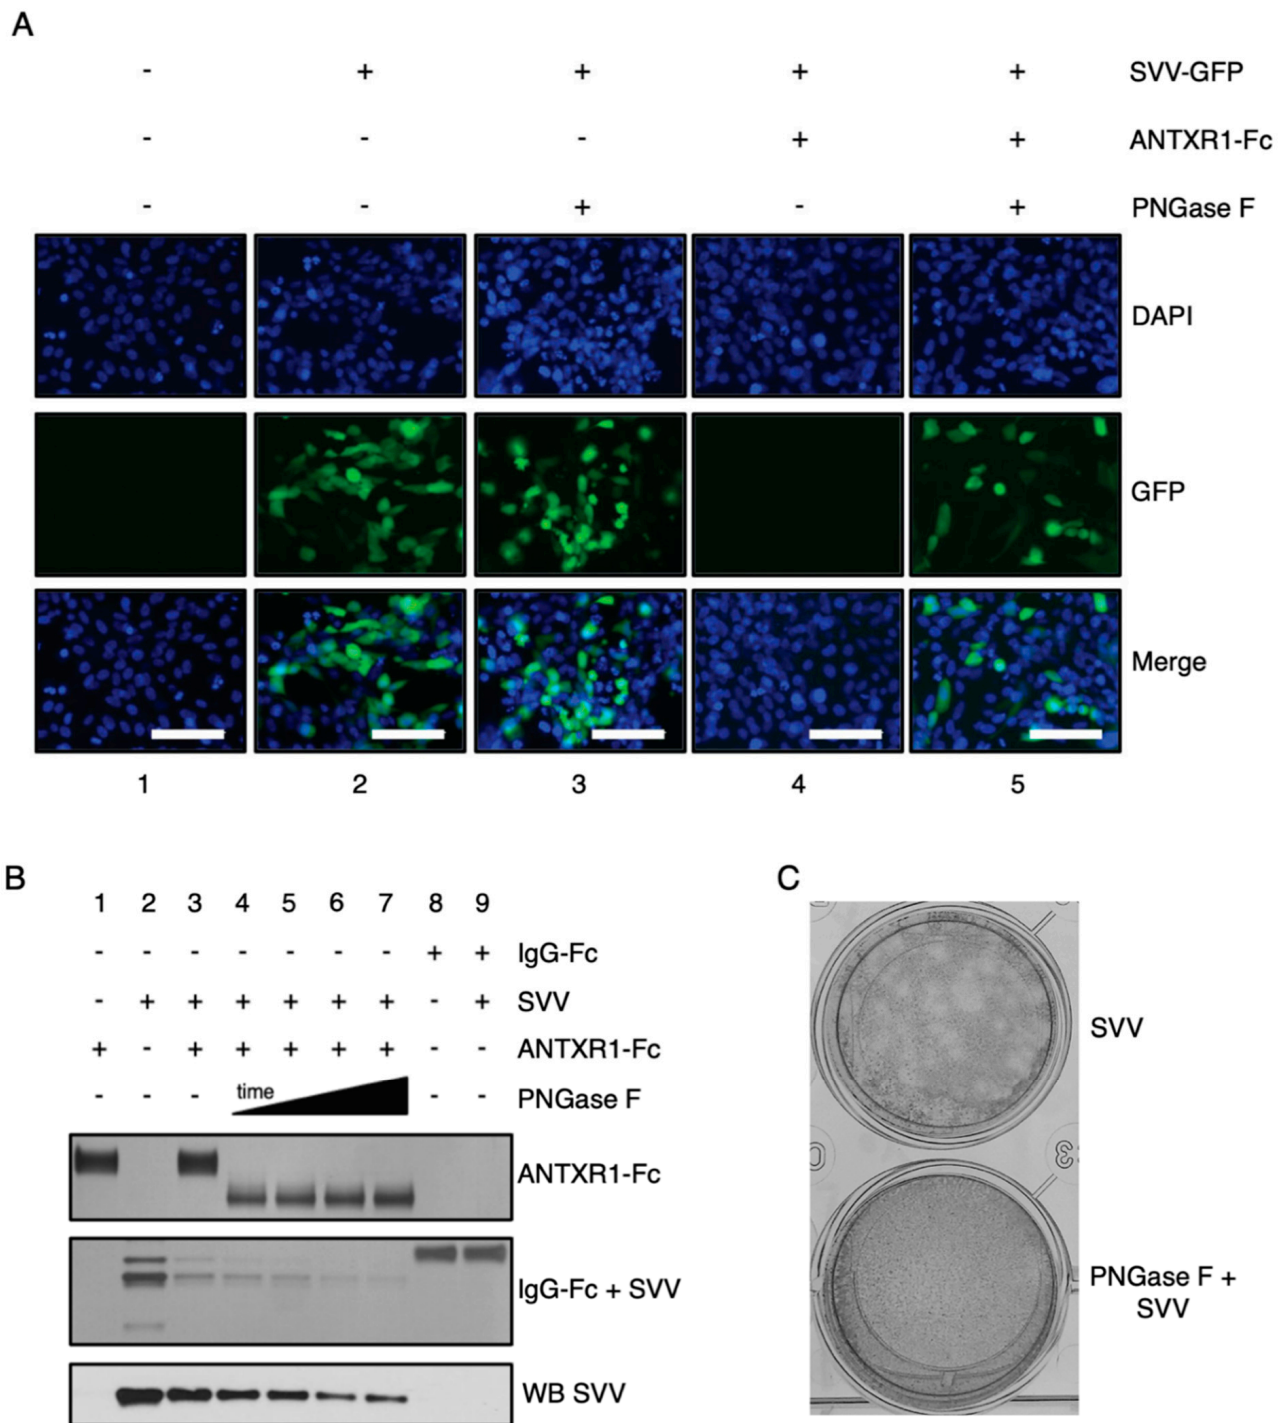 A
- + + + + SVV-GFP
- - - + + ANTXR1-Fc
- - + - + PNGase F
DAPI
GFP
Merge
1 2 3 4 5
B
1 2 3 4 5 6 7 8 9
- - - - - - - + + IgG-Fc
- + + + + + + - + SVV
+ - + + + + + - - ANTXR1-Fc
time
- - - - - PNGase F
ANTXR1-Fc
IgG-Fc + SVV
WB SVV
C
SVV
PNGase F +
SVV